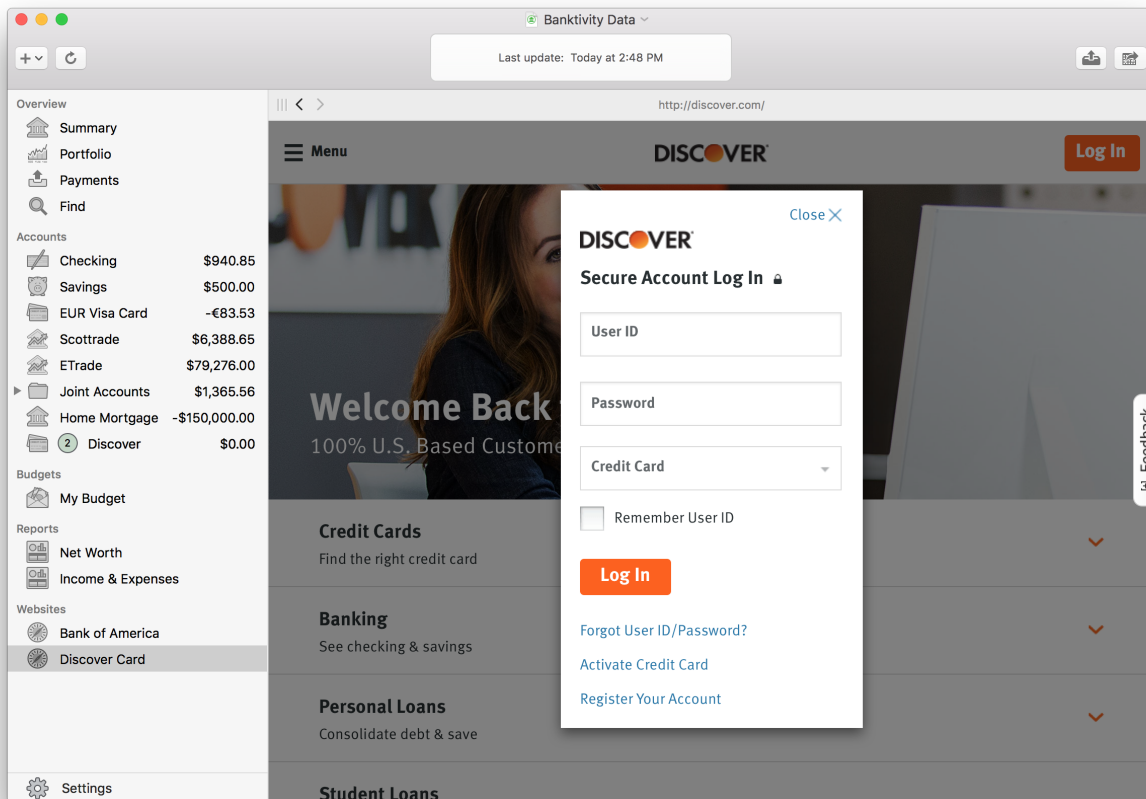 Banktivity Data
Last update: Today at 2:48 PM
Overview
Summary
Portfolio
Payments
Find
Accounts
Checking $940.85
Savings $500.00
EUR Visa Card -€83.53
Scottrade $6,388.65
ETrade $79,276.00
Joint Accounts $1,365.56
Home Mortgage -$150,000.00
2 Discover $0.00
Budgets
My Budget
Reports
Net Worth
Income & Expenses
Websites
Bank of America
Discover Card
Settings
http://discover.com/
Menu
DISCOVER
Log In
Welcome Back
100% U.S. Based Custome
Close
DISCOVER
Secure Account Log In
User ID
Password
Credit Card
Remember User ID
Log In
Forgot User ID/Password?
Activate Credit Card
Register Your Account
Feedback
Credit Cards
Find the right credit card
Banking
See checking & savings
Personal Loans
Consolidate debt & save
Student Loans